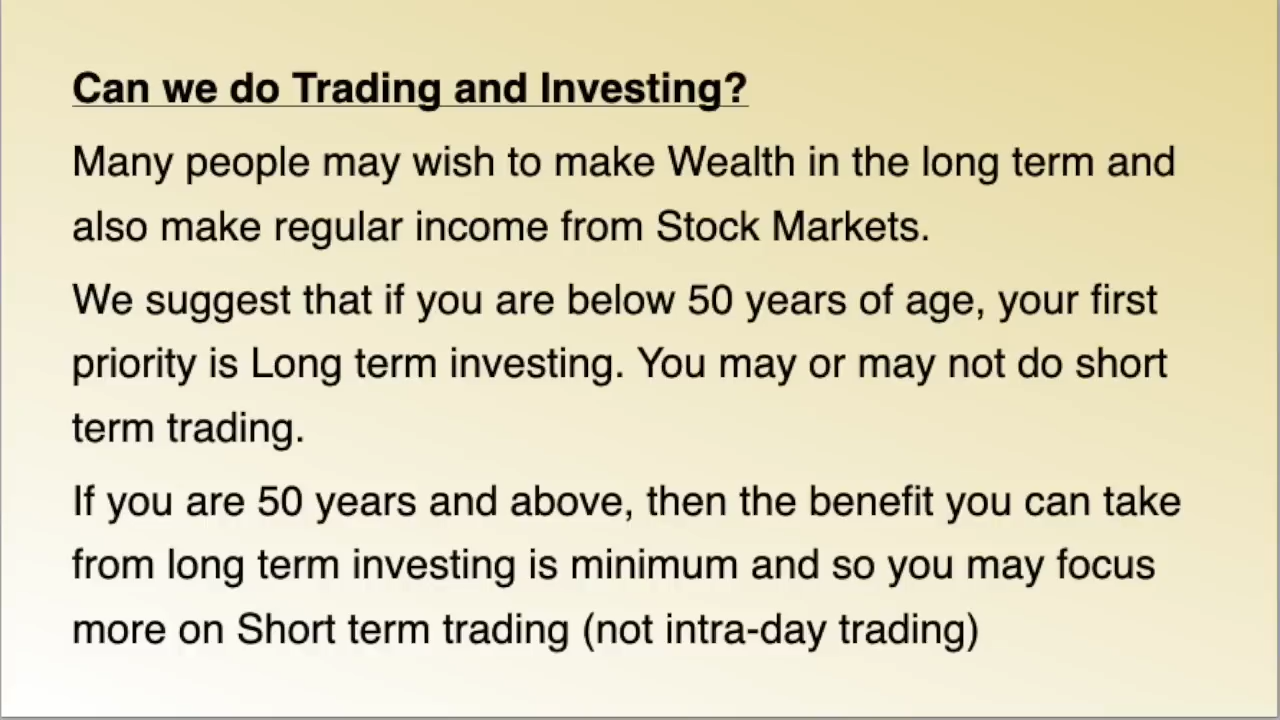 Can we do Trading and Investing?
Many people may wish to make Wealth in the long term and
also make regular income from Stock Markets.
We suggest that if you are below 50 years of age, your first
priority is Long term investing. You may or may not do short
term trading.
If you are 50 years and above, then the benefit you can take
from long term investing is minimum and so you may focus
more on Short term trading (not intra-day trading)